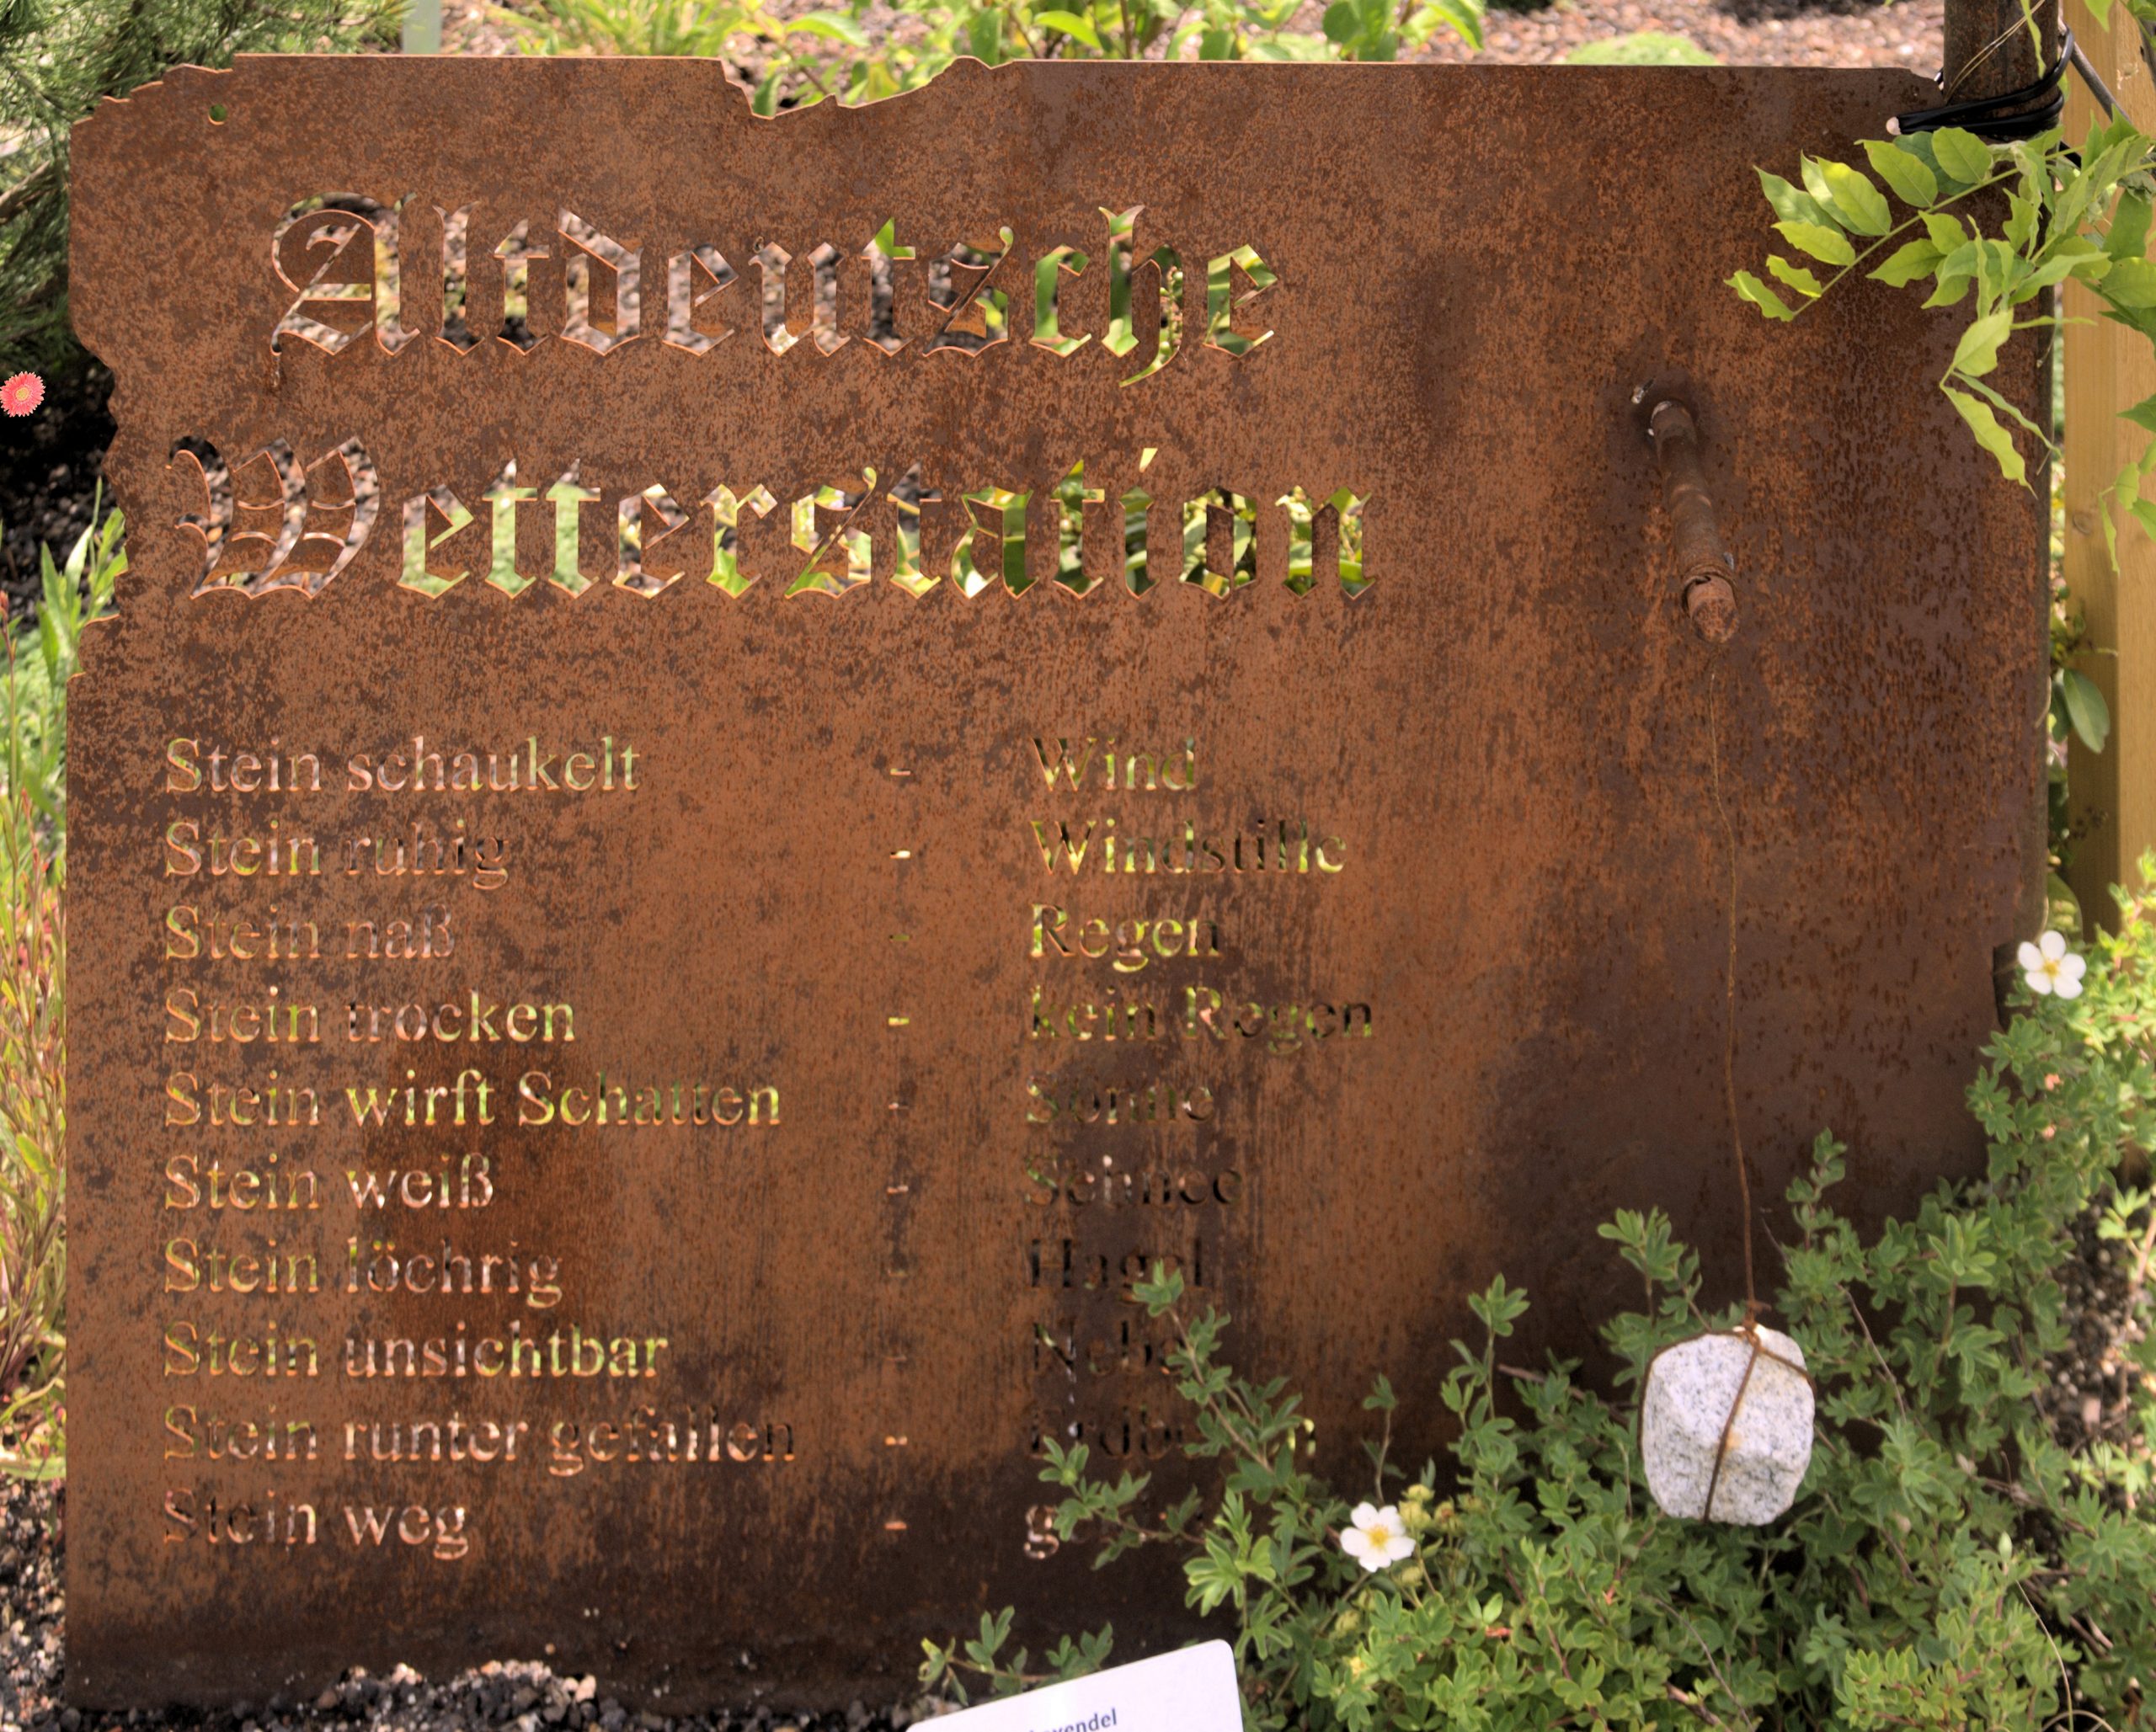 Altdeutsche
Wetterstation
Stein schaukelt - Wind
Stein ruhig - Windstille
Stein naß - Regen
Stein trocken - kein Regen
Stein wirft Schatten - Sonne
Stein weiß - Schnee
Stein löchrig - Hagel
Stein unsichtbar - Nebel
Stein runter gefallen -
Stein weg -